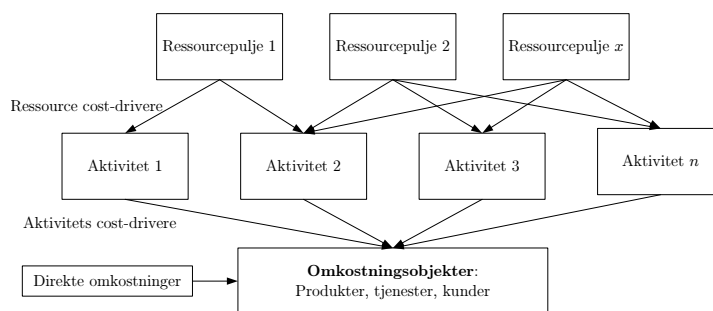 Ressourcepulje 1
Ressourcepulje 2
Ressourcepulje x
Ressource cost-drivere
Aktivitet 1
Aktivitet 2
Aktivitet 3
Aktivitet n
Aktivitets cost-drivere
Direkte omkostninger
Omkostningsobjekter:
Produkter, tjenester, kunder